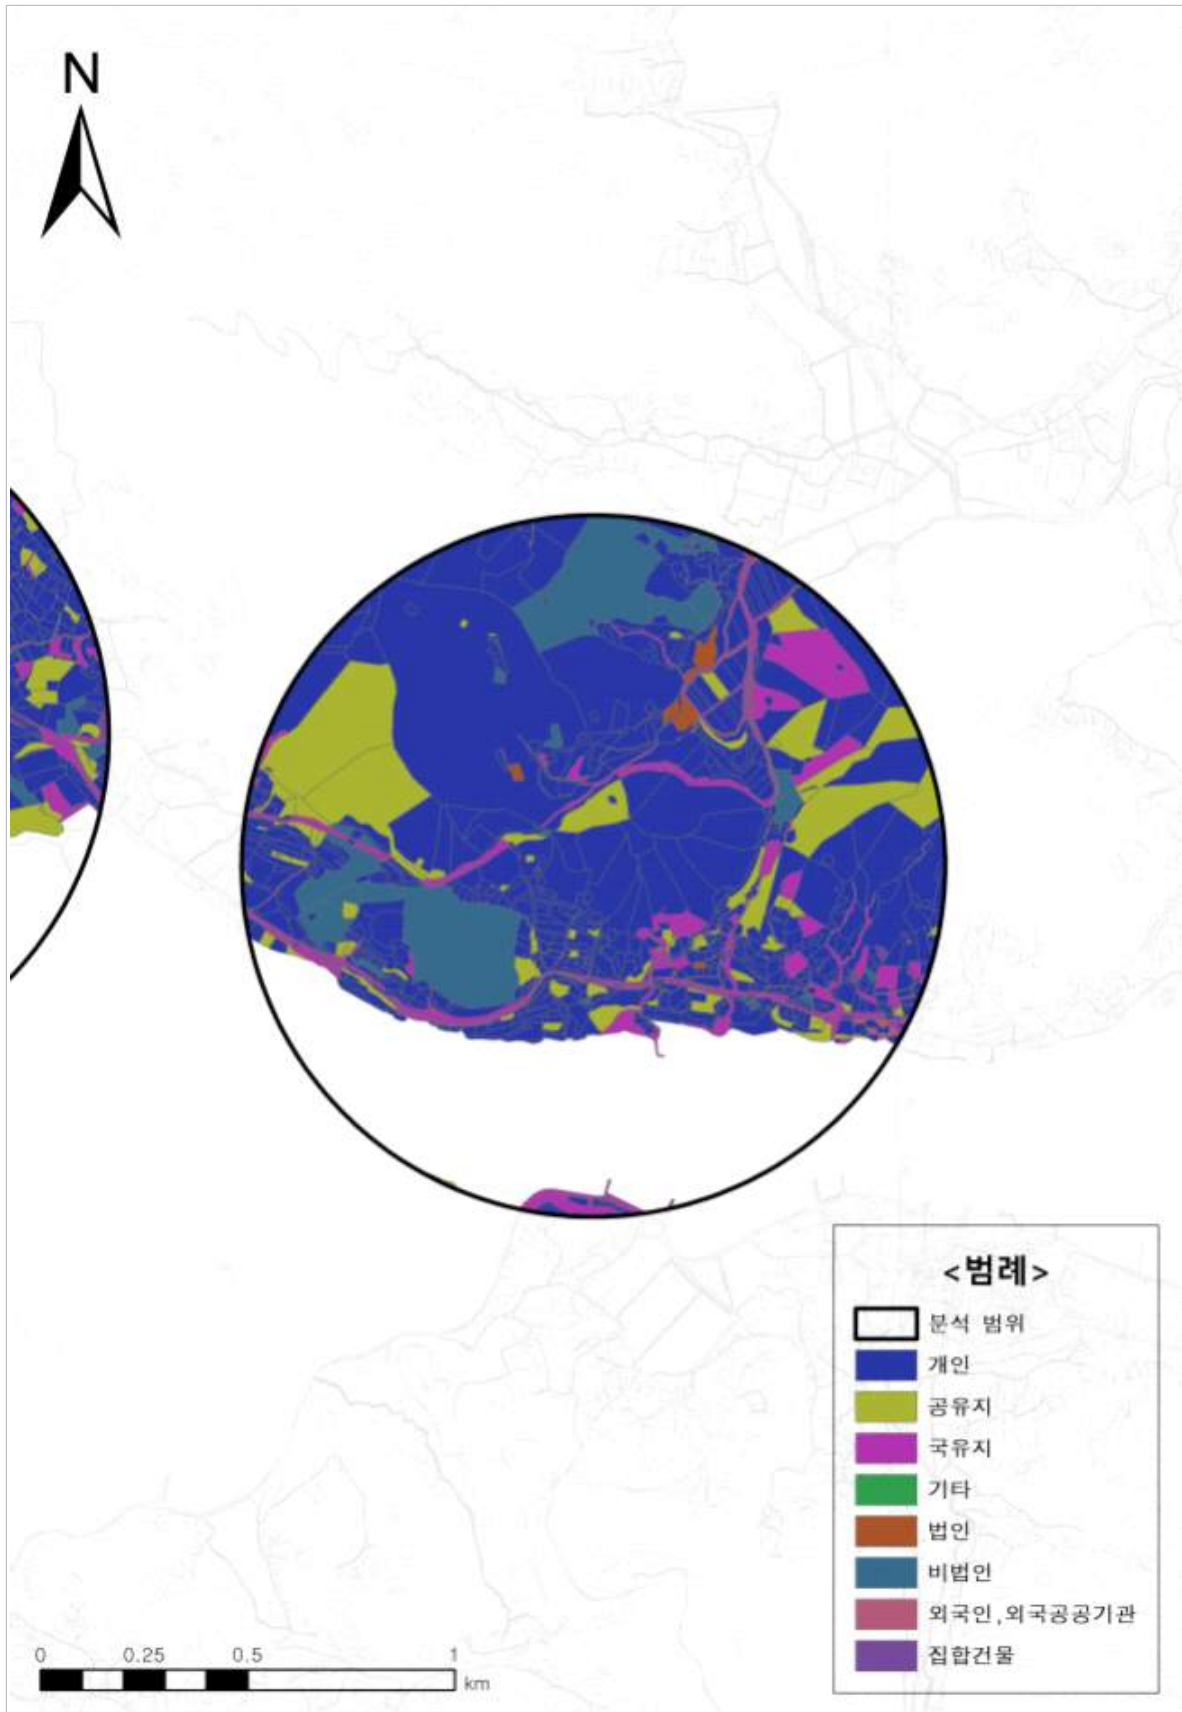 N
<범례>
분석 범위
개인
공유지
국유지
기타
법인
비법인
외국인,외국공공기관
집합건물
0 0.25 0.5 1
km